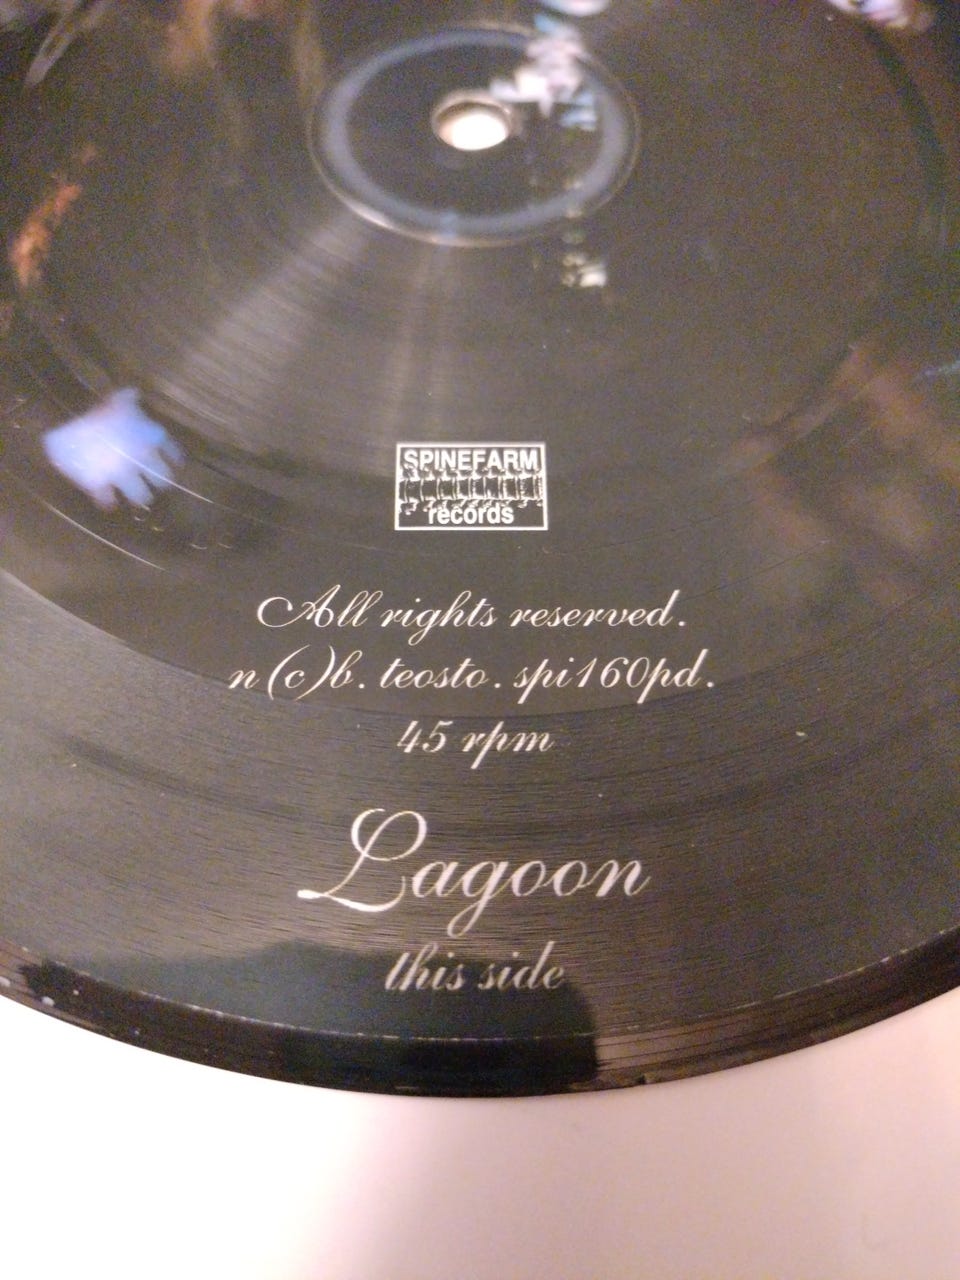 SPINEFARM
records
All rights reserved.
n(c)b. teosto. spi160pd.
45 rpm
Lagoon
this side